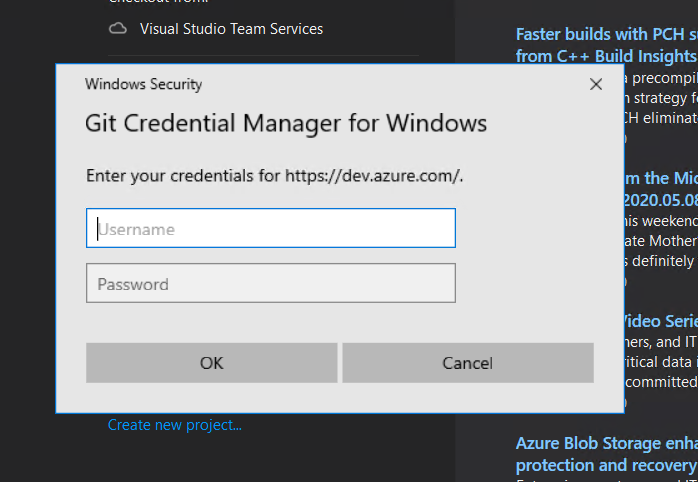 Visual Studio Team Services
Windows Security
Git Credential Manager for Windows
Enter your credentials for https://dev.azure.com/.
Username
Password
OK
Cancel
Create new project...
Faster builds with PCH
from C++ Build Insights
a precompil
strategy
eliminate
m the Mic
2020.05.08
his weekend
ate Mother
definitely
Video Serie
ners, and IT
ritical data
committed
Azure Blob Storage enha
protection and recovery